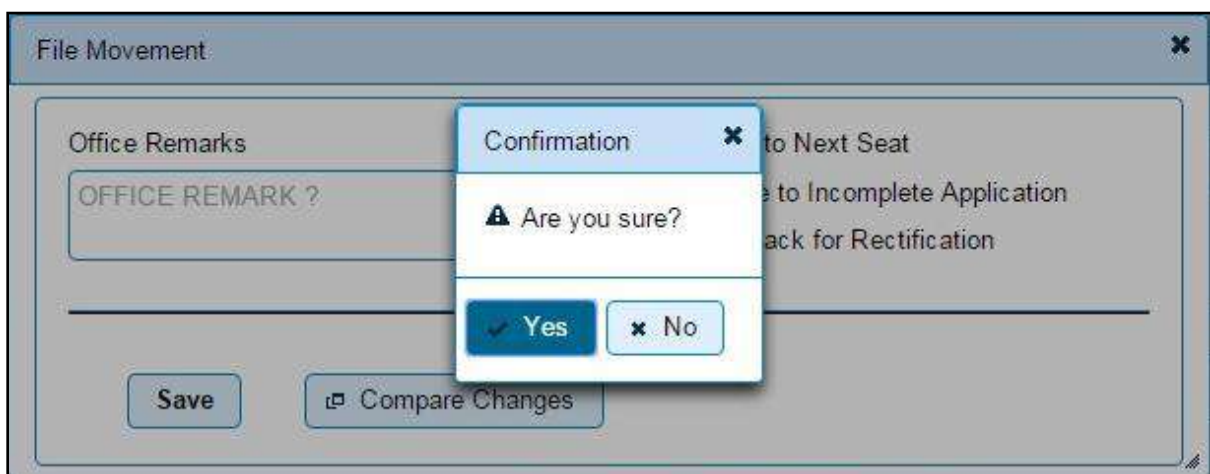 File Movement
Office Remarks
OFFICE REMARK ?
to Next Seat
to Incomplete Application
for Rectification
Confirmation
Are you sure?
Yes
No
Save
Compare Changes